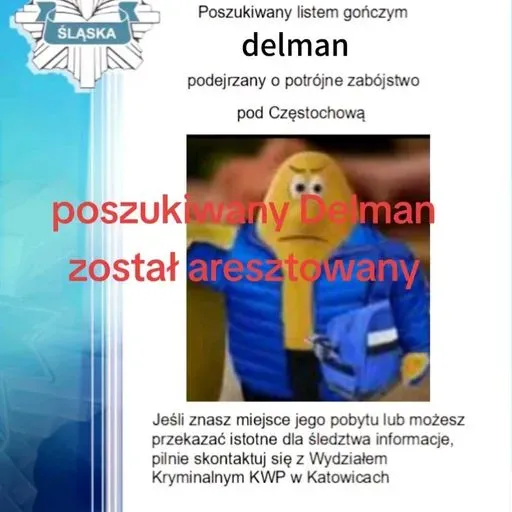 ŚLĄSKA
Poszukiwany listem gończym
delman
podejrzany o potrójne zabójstwo
pod Częstochową
poszukiwany Delman
został aresztowany
Jeśli znasz miejsce jego pobytu lub możesz
przekazać istotne dla śledztwa informacje,
pilnie skontaktuj się z Wydziałem
Kryminalnym KWP w Katowicach